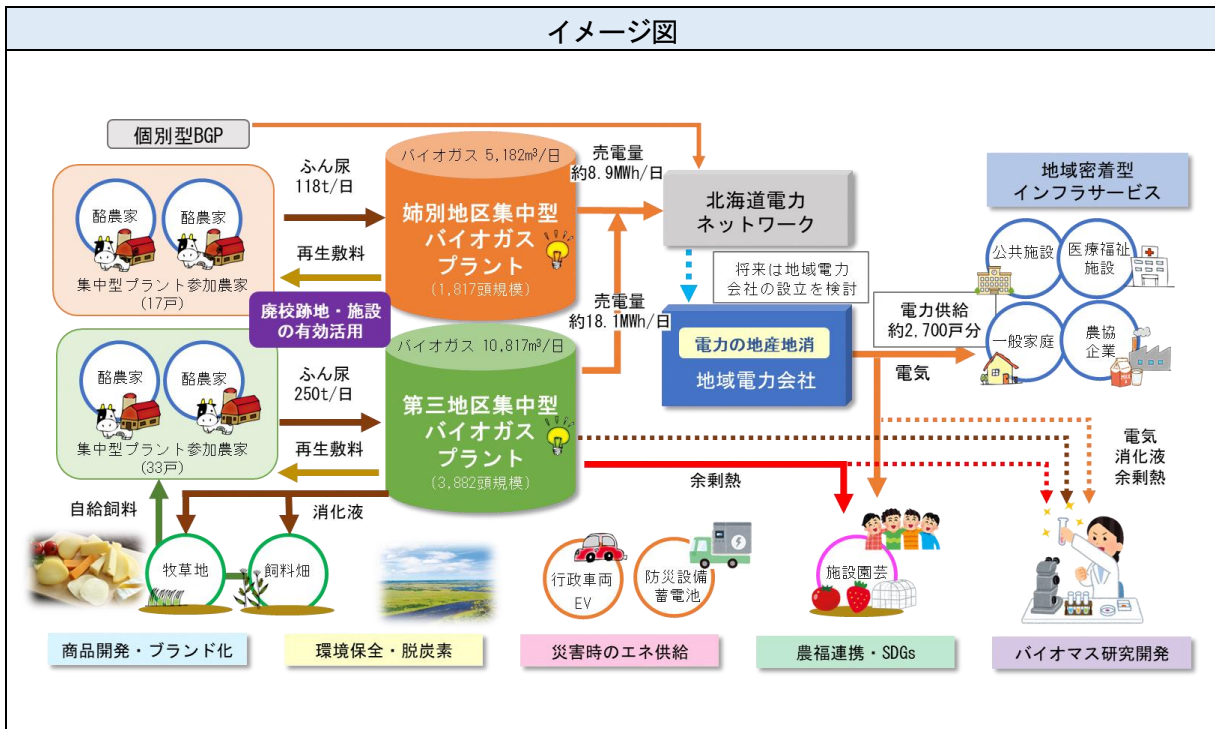 イメージ図
個別型BGP
酪農家
酪農家
集中型プラント参加農家
(17戸)
ふん尿
118t/日
再生敷料
バイオガス 5,182m³/日
姉別地区集中型
バイオガス
プラント
(1,817頭規模)
廃校跡地・施設
の有効活用
売電量
約8.9MWh/日
北海道電力
ネットワーク
将来は地域電力
会社の設立を検討
売電量
約18.1MWh/日
電力の地産地消
地域電力会社
電力供給
約2,700戸分
電気
地域密着型
インフラサービス
公共施設
医療福祉
施設
一般家庭
農協
企業
酪農家
酪農家
集中型プラント参加農家
(33戸)
ふん尿
250t/日
再生敷料
バイオガス 10,817m³/日
第三地区集中型
バイオガス
プラント
(3,882頭規模)
余剰熱
電気
消化液
余剰熱
自給飼料
消化液
牧草地
飼料畑
行政車両
EV
防災設備
蓄電池
施設園芸
商品開発・ブランド化
環境保全・脱炭素
災害時のエネ供給
農福連携・SDGs
バイオマス研究開発